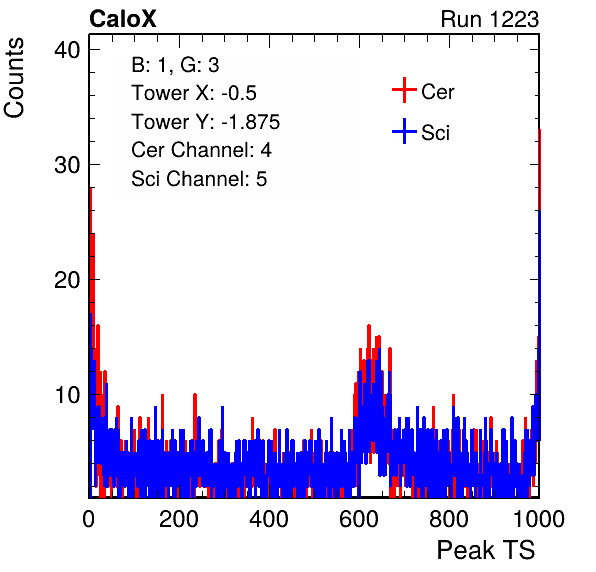 CaloX Run 1223
Counts
40
30
20
10
B: 1, G: 3
Tower X: -0.5
Tower Y: -1.875
Cer Channel: 4
Sci Channel: 5
Cer
Sci
0 200 400 600 800 1000
Peak TS